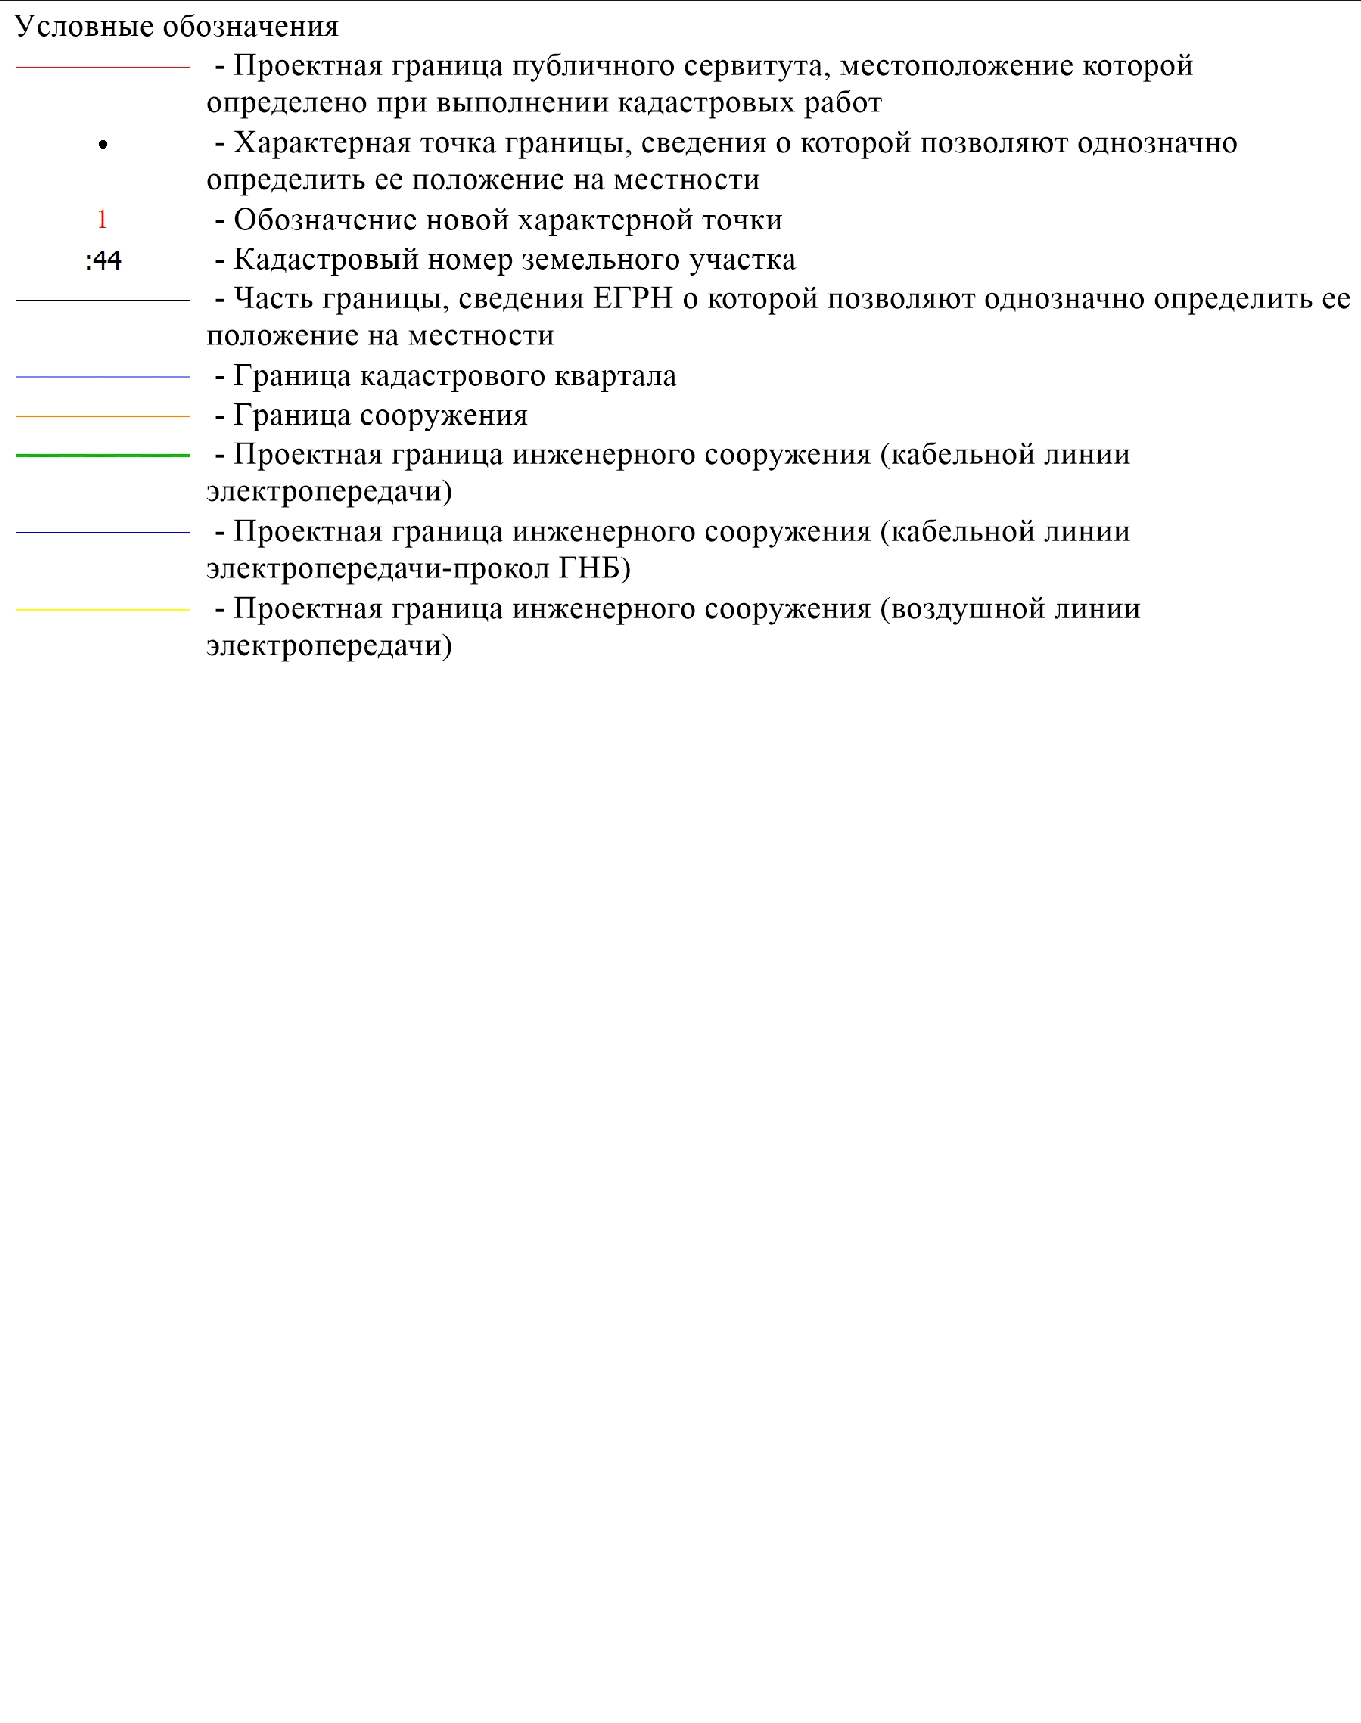 Условные обозначения
- Проектная граница публичного сервитута, местоположение которой
определено при выполнении кадастровых работ
- Характерная точка границы, сведения о которой позволяют однозначно
определить ее положение на местности
1 - Обозначение новой характерной точки
:44 - Кадастровый номер земельного участка
- Часть границы, сведения ЕГРН о которой позволяют однозначно определить ее
положение на местности
- Граница кадастрового квартала
- Граница сооружения
- Проектная граница инженерного сооружения (кабельной линии
электропередачи)
- Проектная граница инженерного сооружения (кабельной линии
электропередачи-прокол ГНБ)
- Проектная граница инженерного сооружения (воздушной линии
электропередачи)